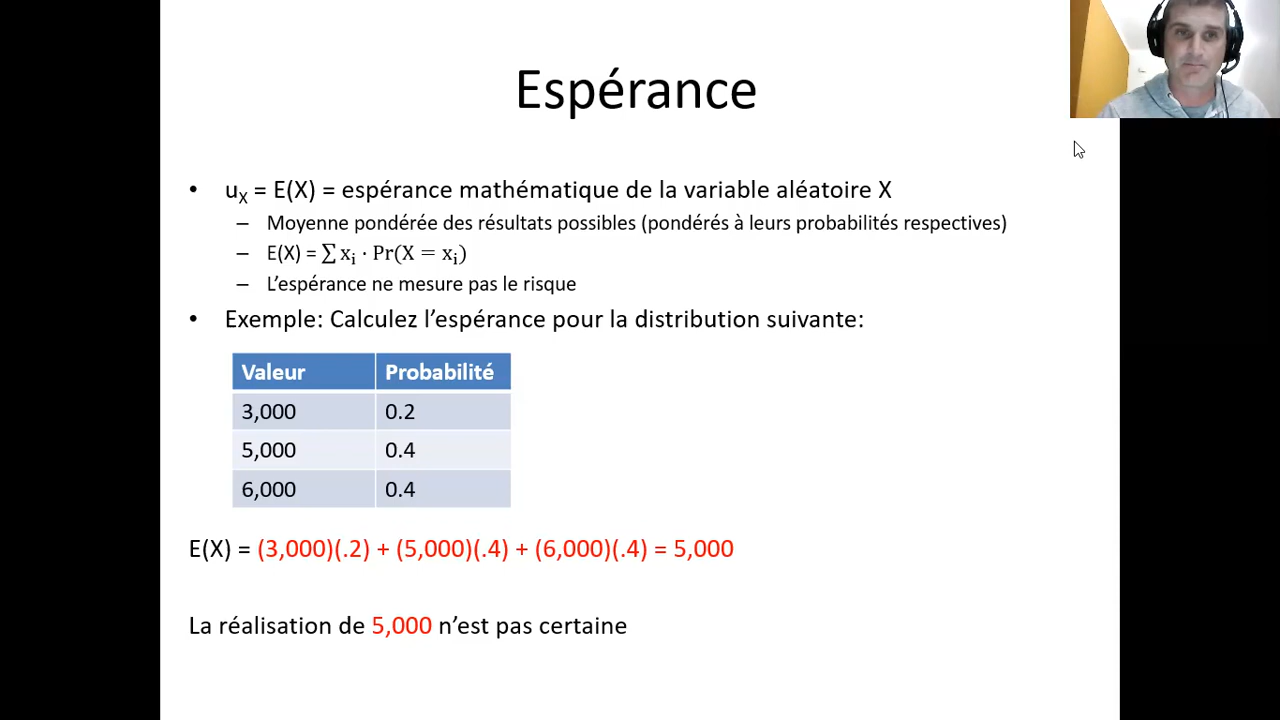 Espérance
• uX = E(X) = espérance mathématique de la variable aléatoire X
– Moyenne pondérée des résultats possibles (pondérés à leurs probabilités respectives)
– E(X) = ∑ xi · Pr(X = xi)
– L’espérance ne mesure pas le risque
• Exemple: Calculez l’espérance pour la distribution suivante:
Valeur Probabilité
3,000 0.2
5,000 0.4
6,000 0.4
E(X) = (3,000)(.2) + (5,000)(.4) + (6,000)(.4) = 5,000
La réalisation de 5,000 n’est pas certaine